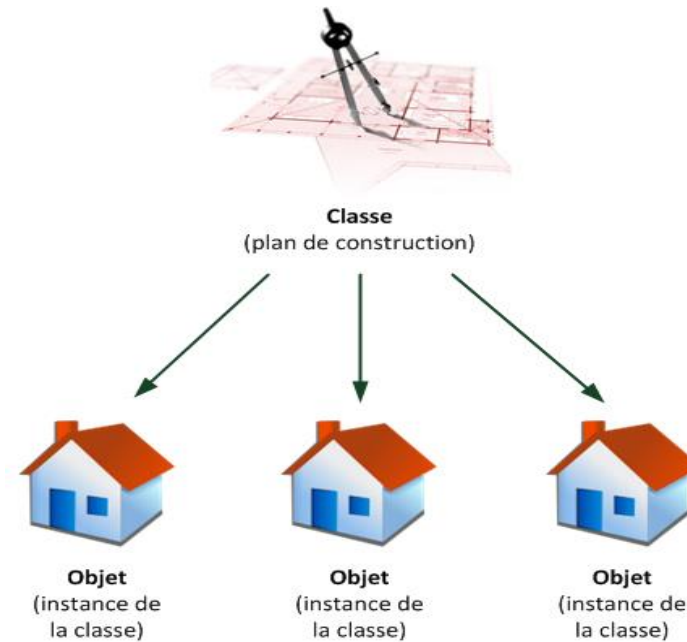 Classe
(plan de construction)
Objet
(instance de
la classe)
Objet
(instance de
la classe)
Objet
(instance de
la classe)